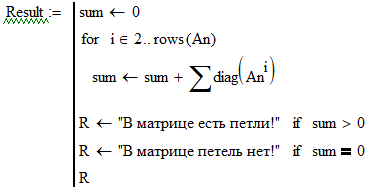 Result := sum ← 0
for i ∈ 2..rows(An)
sum ← sum + ∑diag(Anⁱ)
R ← "В матрице есть петли!" if sum > 0
R ← "В матрице петель нет!" if sum = 0
R